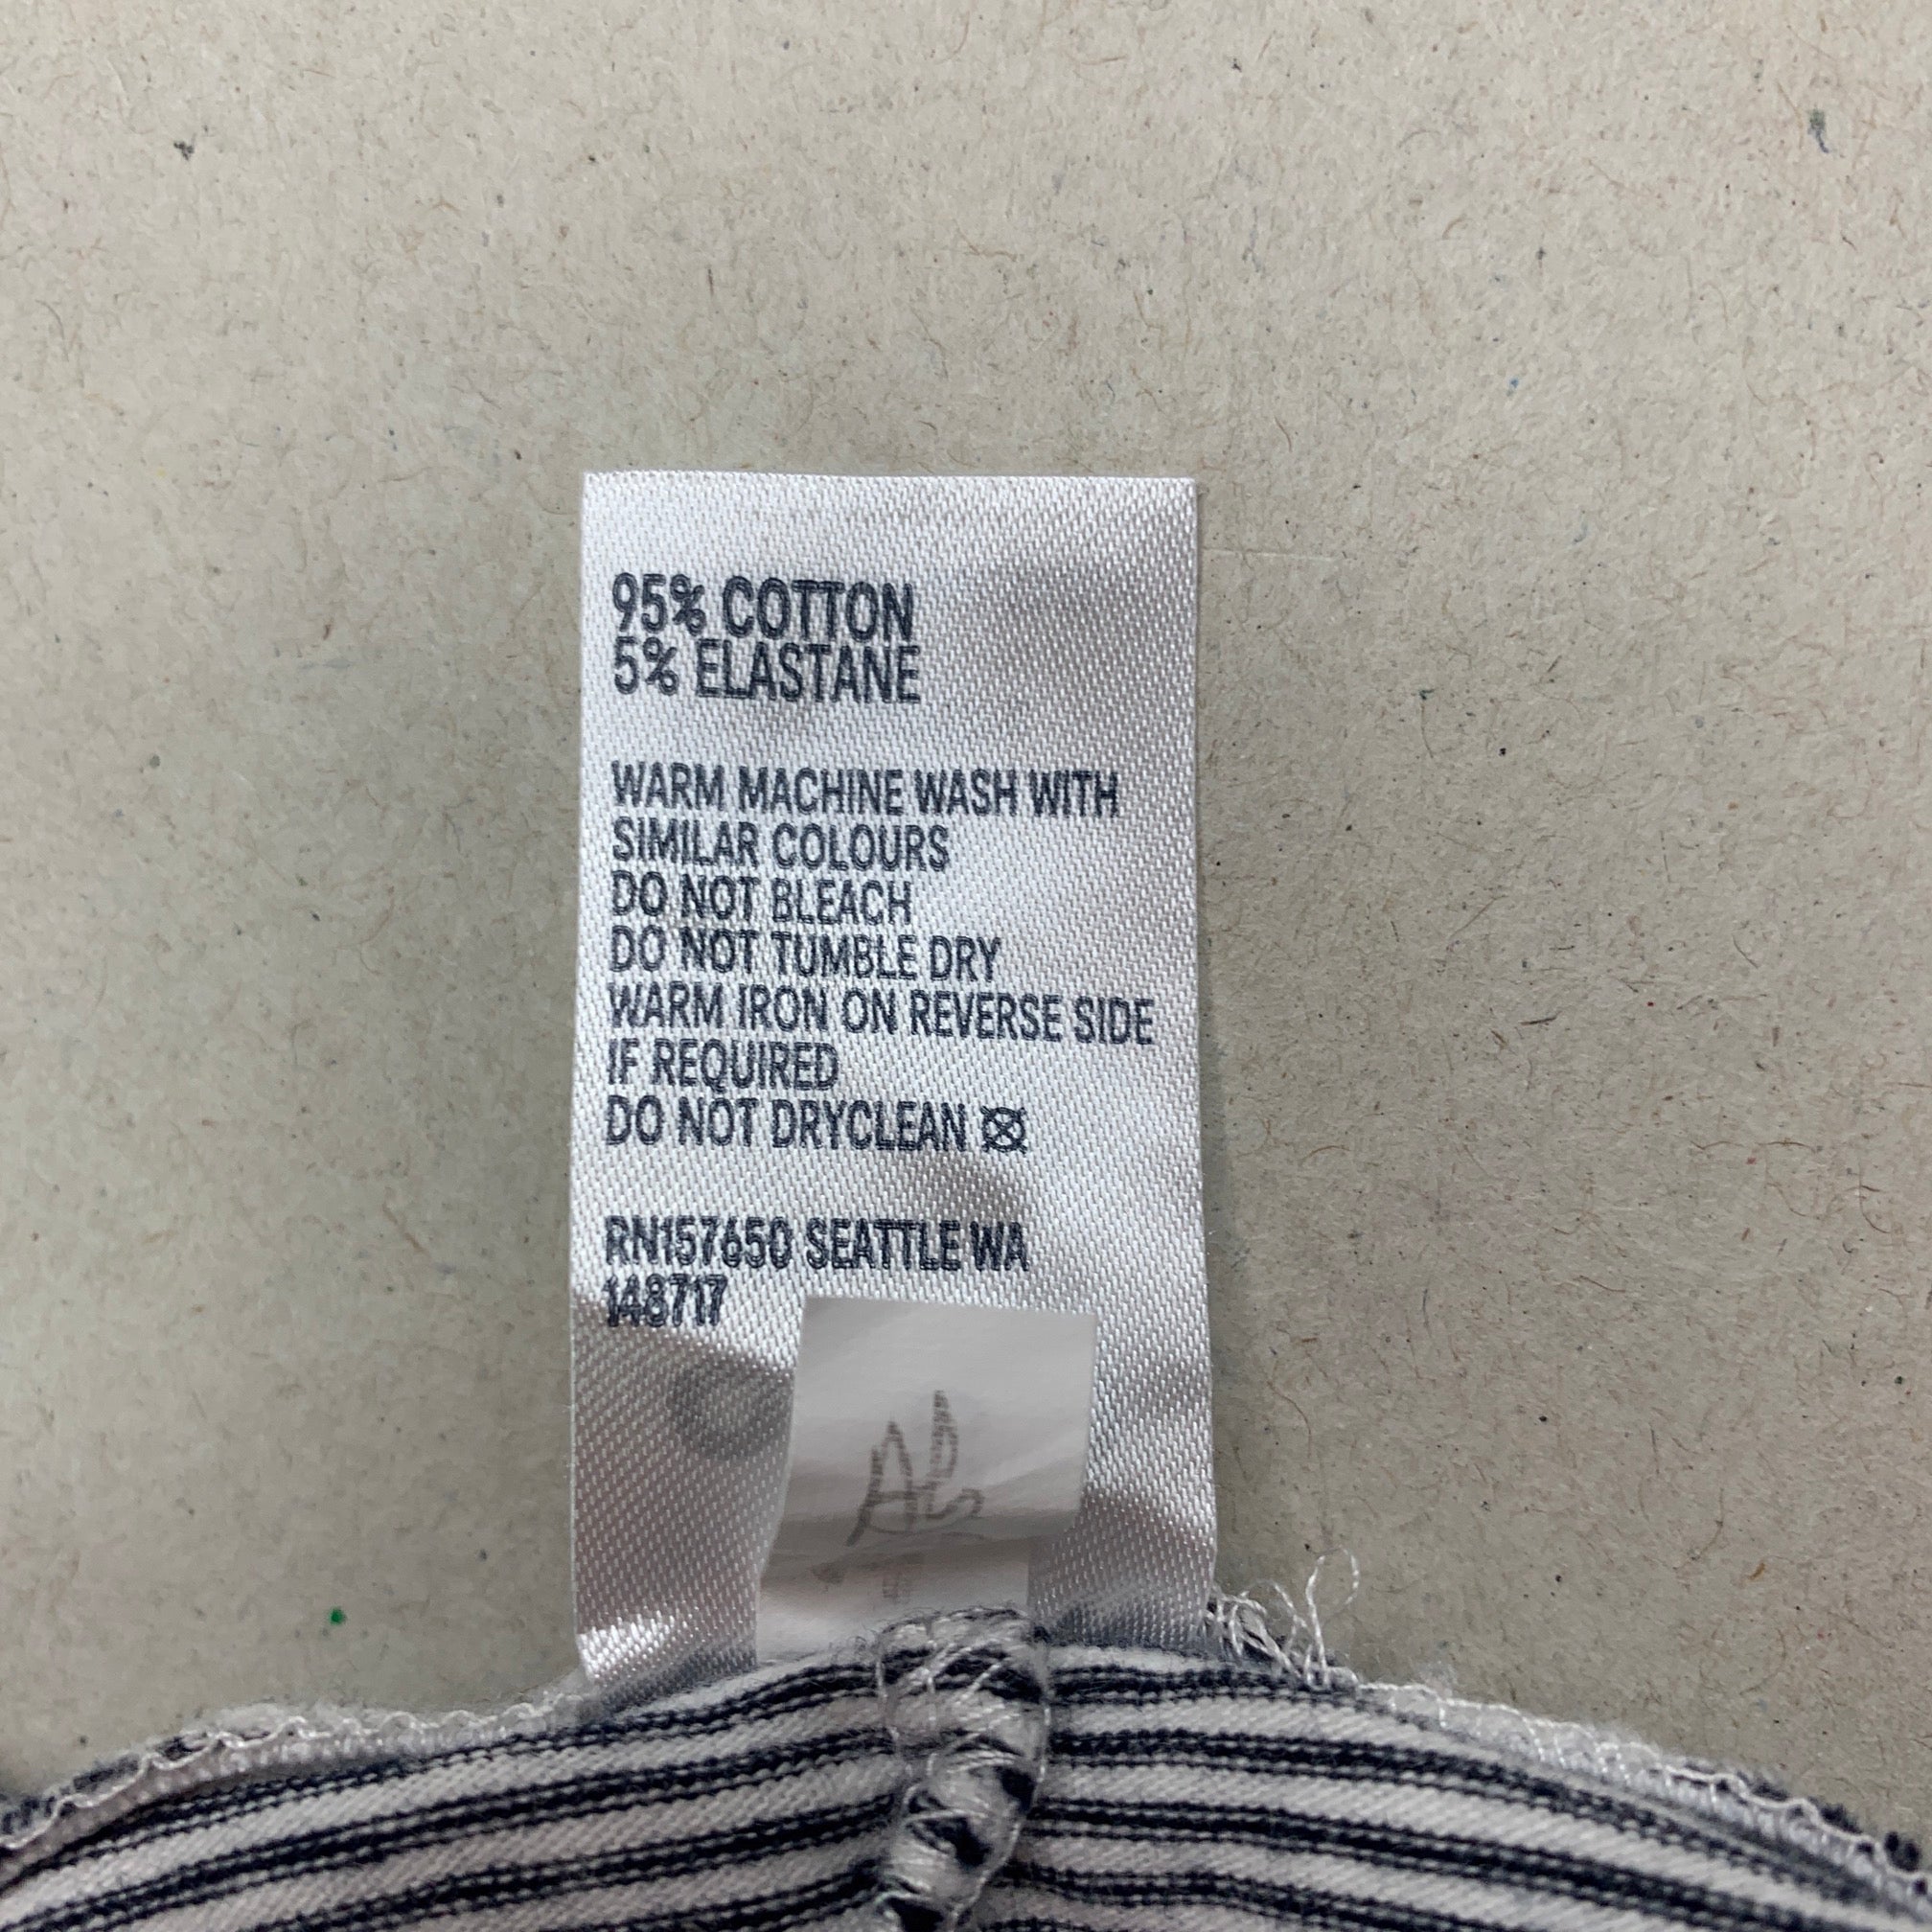 95% COTTON
5% ELASTANE
WARM MACHINE WASH WITH
SIMILAR COLOURS
DO NOT BLEACH
DO NOT TUMBLE DRY
WARM IRON ON REVERSE SIDE
IF REQUIRED
DO NOT DRYCLEAN
RN157650 SEATTLE WA
148717